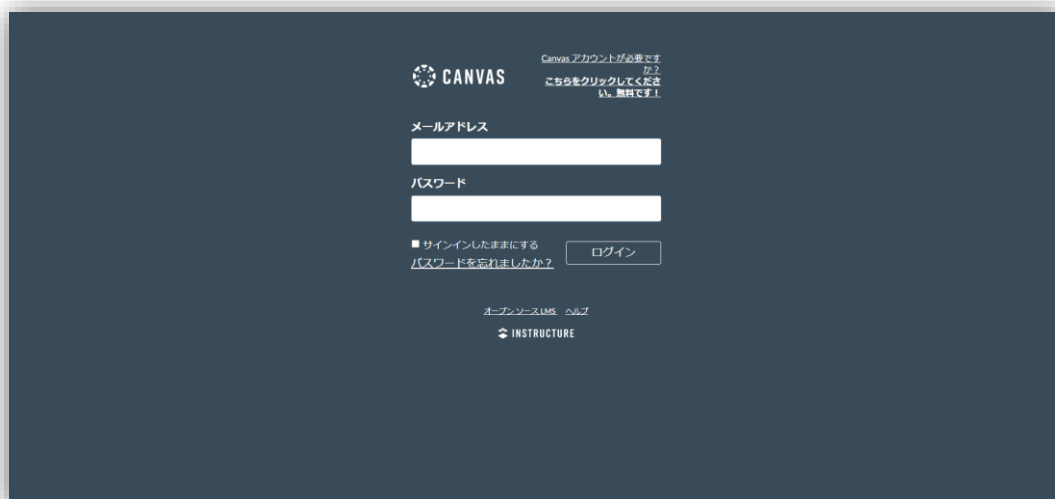 CANVAS
Canvas アカウントが必要です
か？
こちらをクリックしてくださ
い。無料です！
メールアドレス
パスワード
サインインしたままにする
パスワードを忘れましたか？
ログイン
オープンソース LMS ヘルプ
INSTRUCTURE